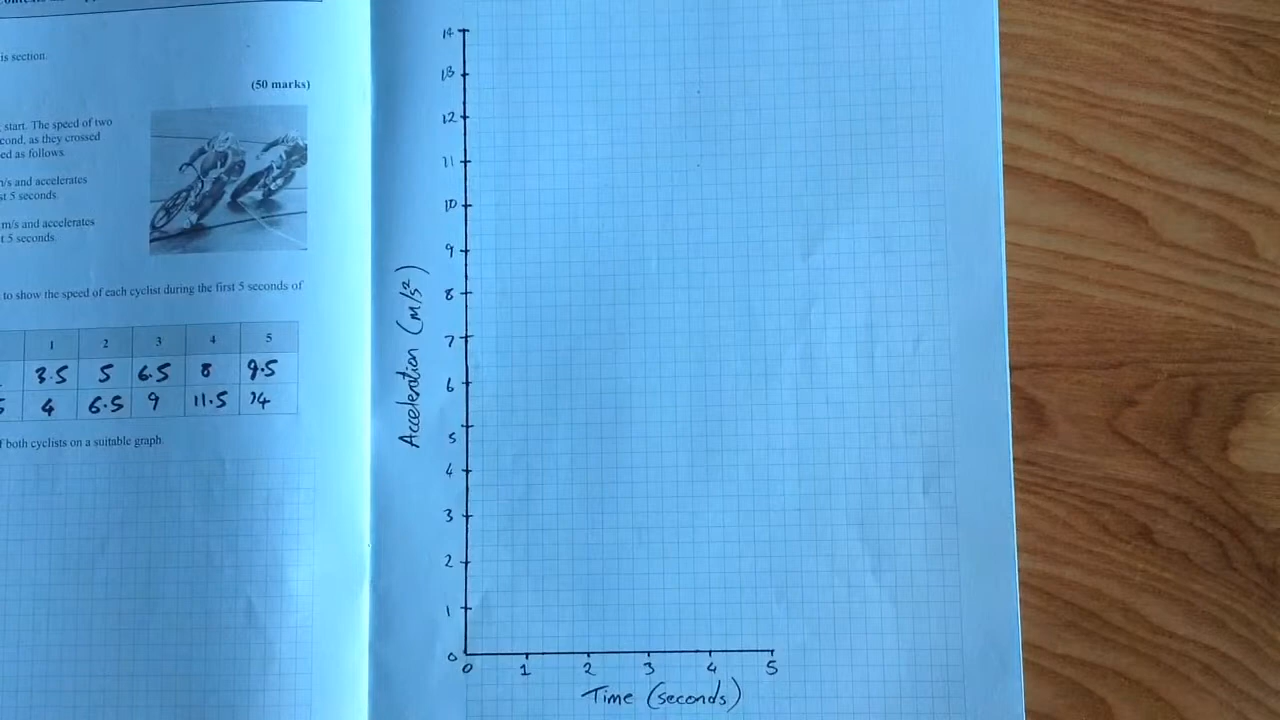 is section.
(50 marks)
start. The speed of two
cond, as they crossed
ed as follows.
m/s and accelerates
st 5 seconds.
m/s and accelerates
t 5 seconds.
to show the speed of each cyclist during the first 5 seconds of
1 2 3 4 5
3.5 5 6.5 8 9.5
4 6.5 9 11.5 14
f both cyclists on a suitable graph.
14
13
12
11
10
9
8
7
6
5
4
3
2
1
0
Acceleration (m/s²)
0 1 2 3 4 5
Time (seconds)